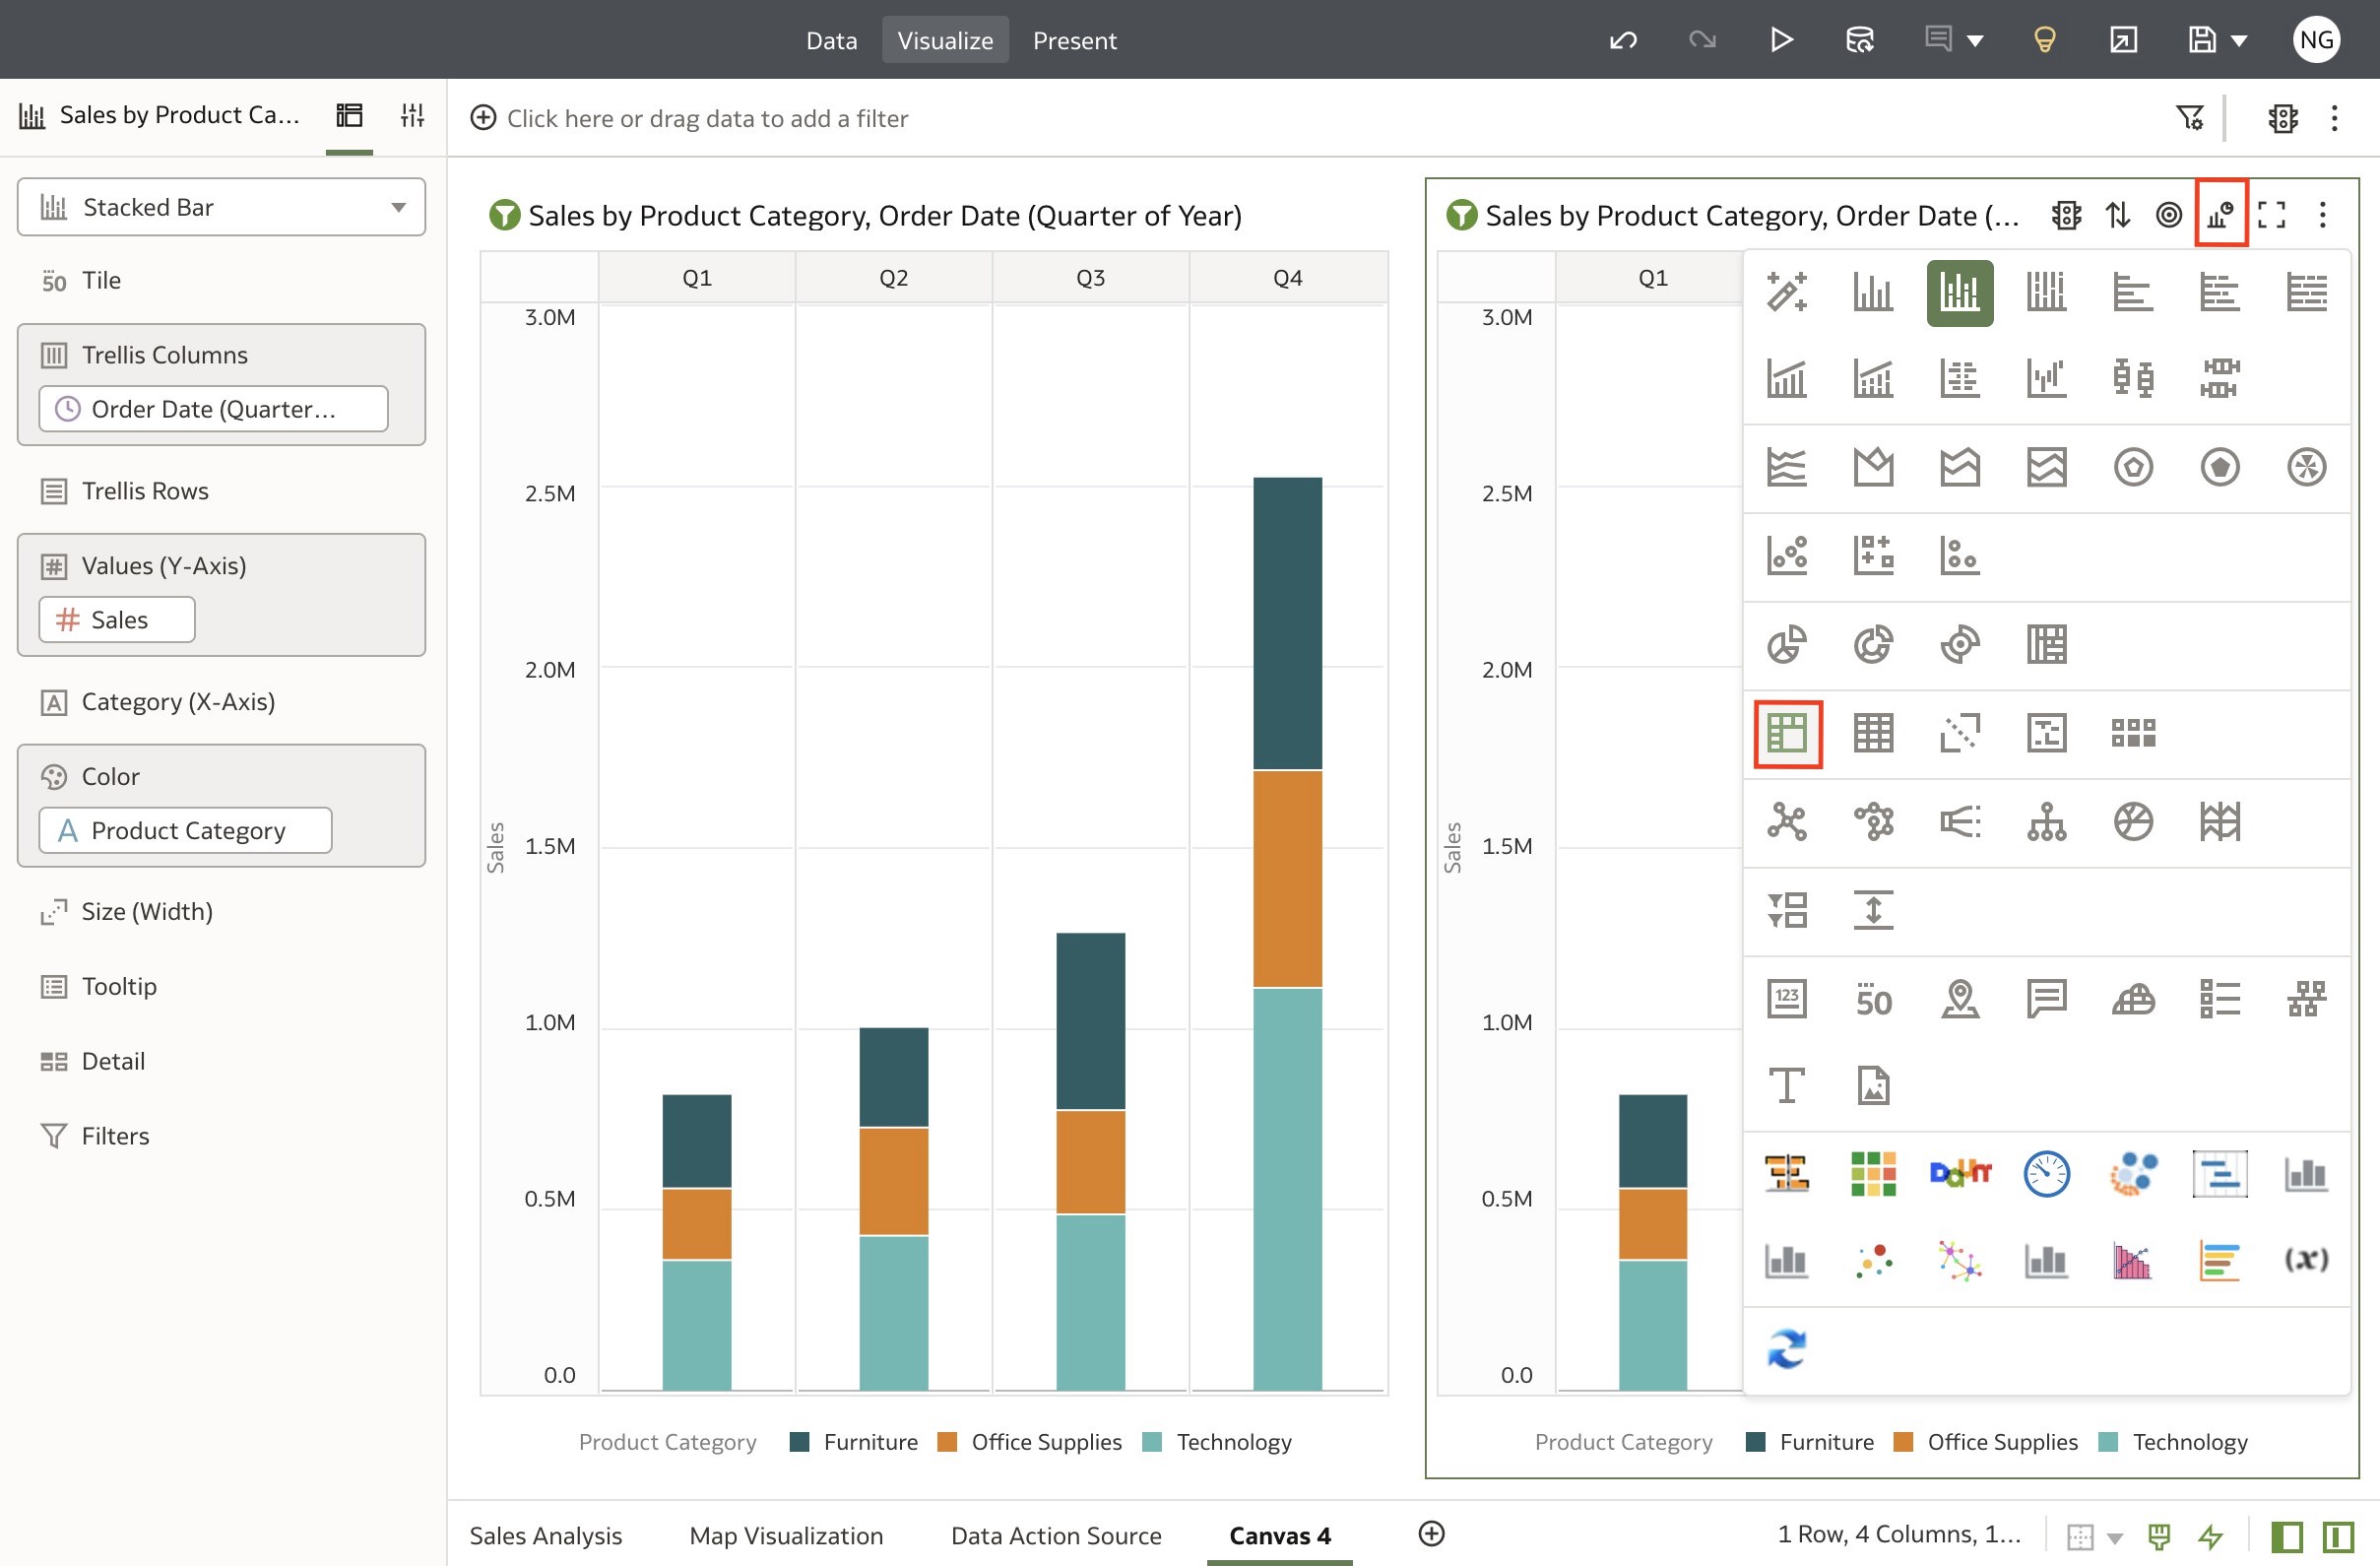 Data Visualize Present
NG
Sales by Product Ca...
Click here or drag data to add a filter
Stacked Bar
50 Tile
Trellis Columns
Order Date (Quarter...
Trellis Rows
Values (Y-Axis)
# Sales
Category (X-Axis)
Color
A Product Category
Size (Width)
Tooltip
Detail
Filters
Sales by Product Category, Order Date (Quarter of Year)
Q1 Q2 Q3 Q4
3.0M
2.5M
2.0M
1.5M
1.0M
0.5M
0.0
Sales
Product Category Furniture Office Supplies Technology
Sales by Product Category, Order Date (...
Q1
3.0M
2.5M
2.0M
1.5M
1.0M
0.5M
0.0
Sales
123
50
T
(x)
Product Category Furniture Office Supplies Technology
Sales Analysis Map Visualization Data Action Source Canvas 4
1 Row, 4 Columns, 1...